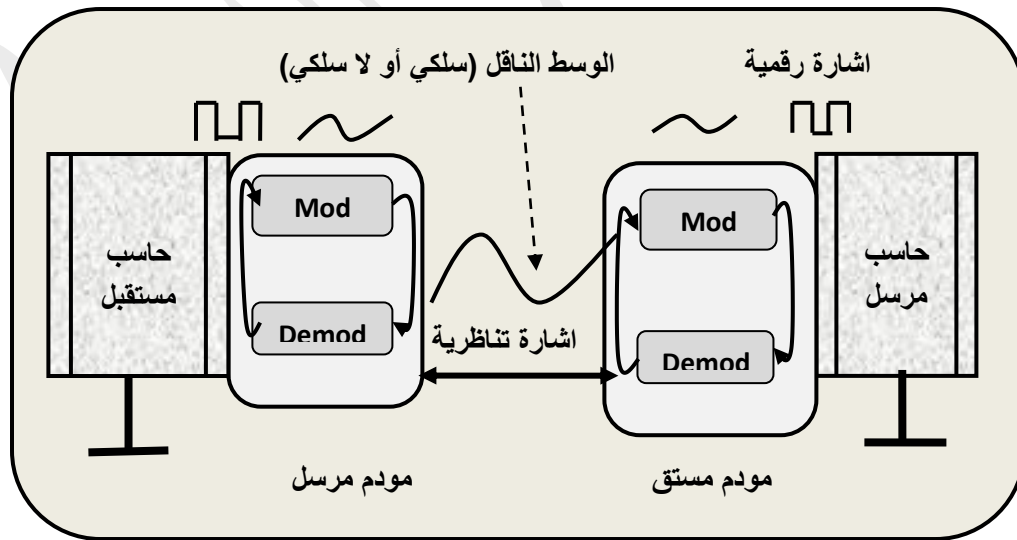 اشارة رقمية
الوسط الناقل (سلكي أو لا سلكي)
حاسب
مرسل
Mod
Demod
اشارة تناظرية
Mod
Demod
حاسب
مستقبل
مودم مستق
مودم مرسل